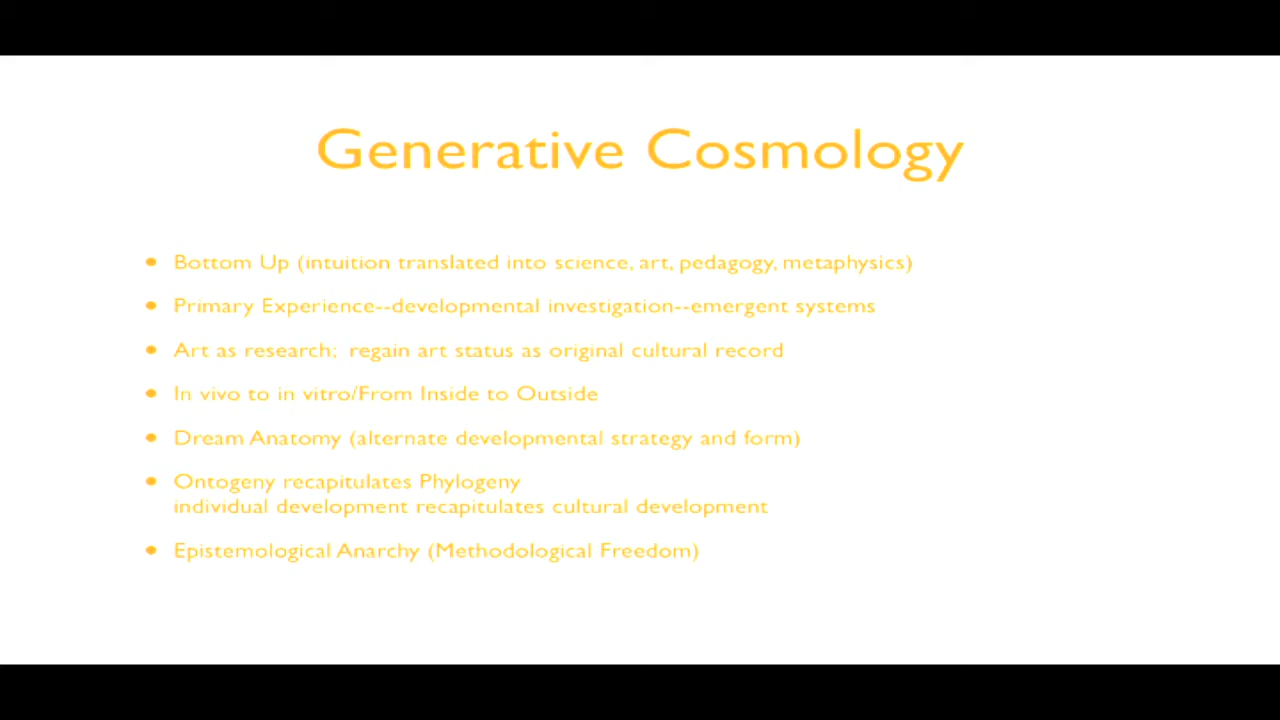 Generative Cosmology
• Bottom Up (intuition translated into science, art, pedagogy, metaphysics)
• Primary Experience--developmental investigation--emergent systems
• Art as research; regain art status as original cultural record
• In vivo to in vitro/From Inside to Outside
• Dream Anatomy (alternate developmental strategy and form)
• Ontogeny recapitulates Phylogeny
individual development recapitulates cultural development
• Epistemological Anarchy (Methodological Freedom)